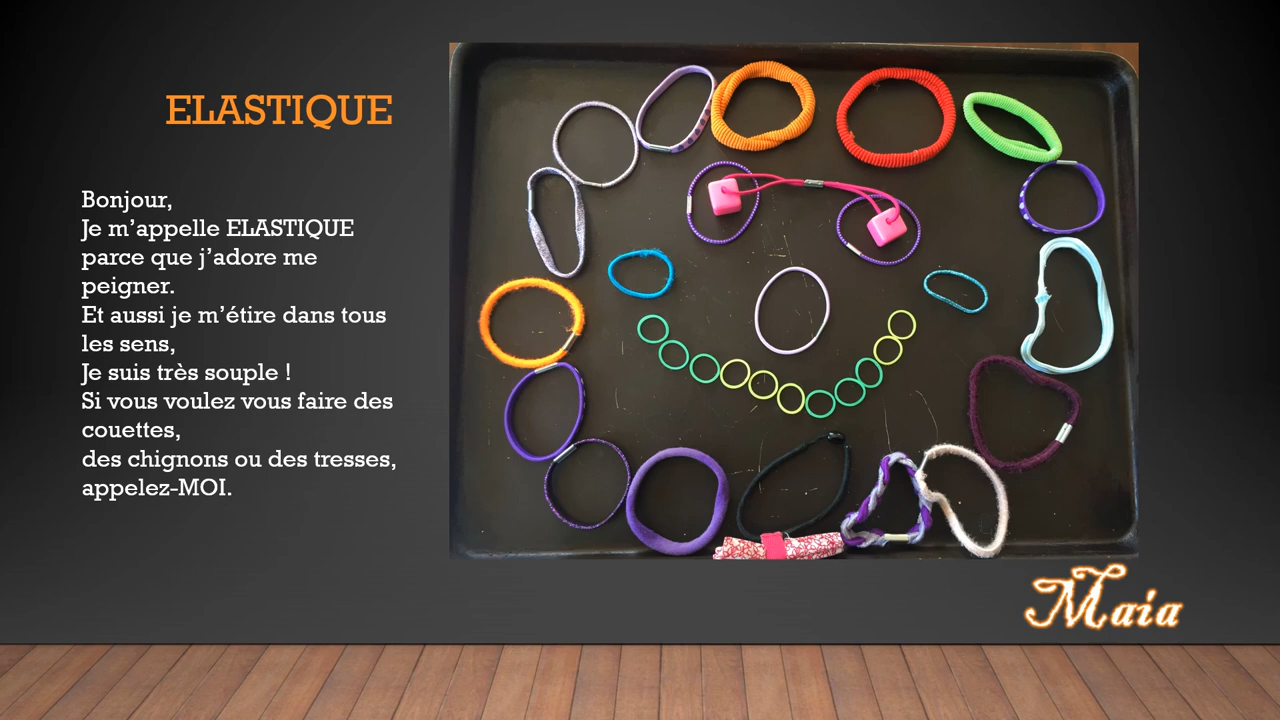 ELASTIQUE
Bonjour,
Je m’appelle ELASTIQUE
parce que j’adore me
peigner.
Et aussi je m’étire dans tous
les sens,
Je suis très souple !
Si vous voulez vous faire des
couettes,
des chignons ou des tresses,
appelez-MOI.
Maia